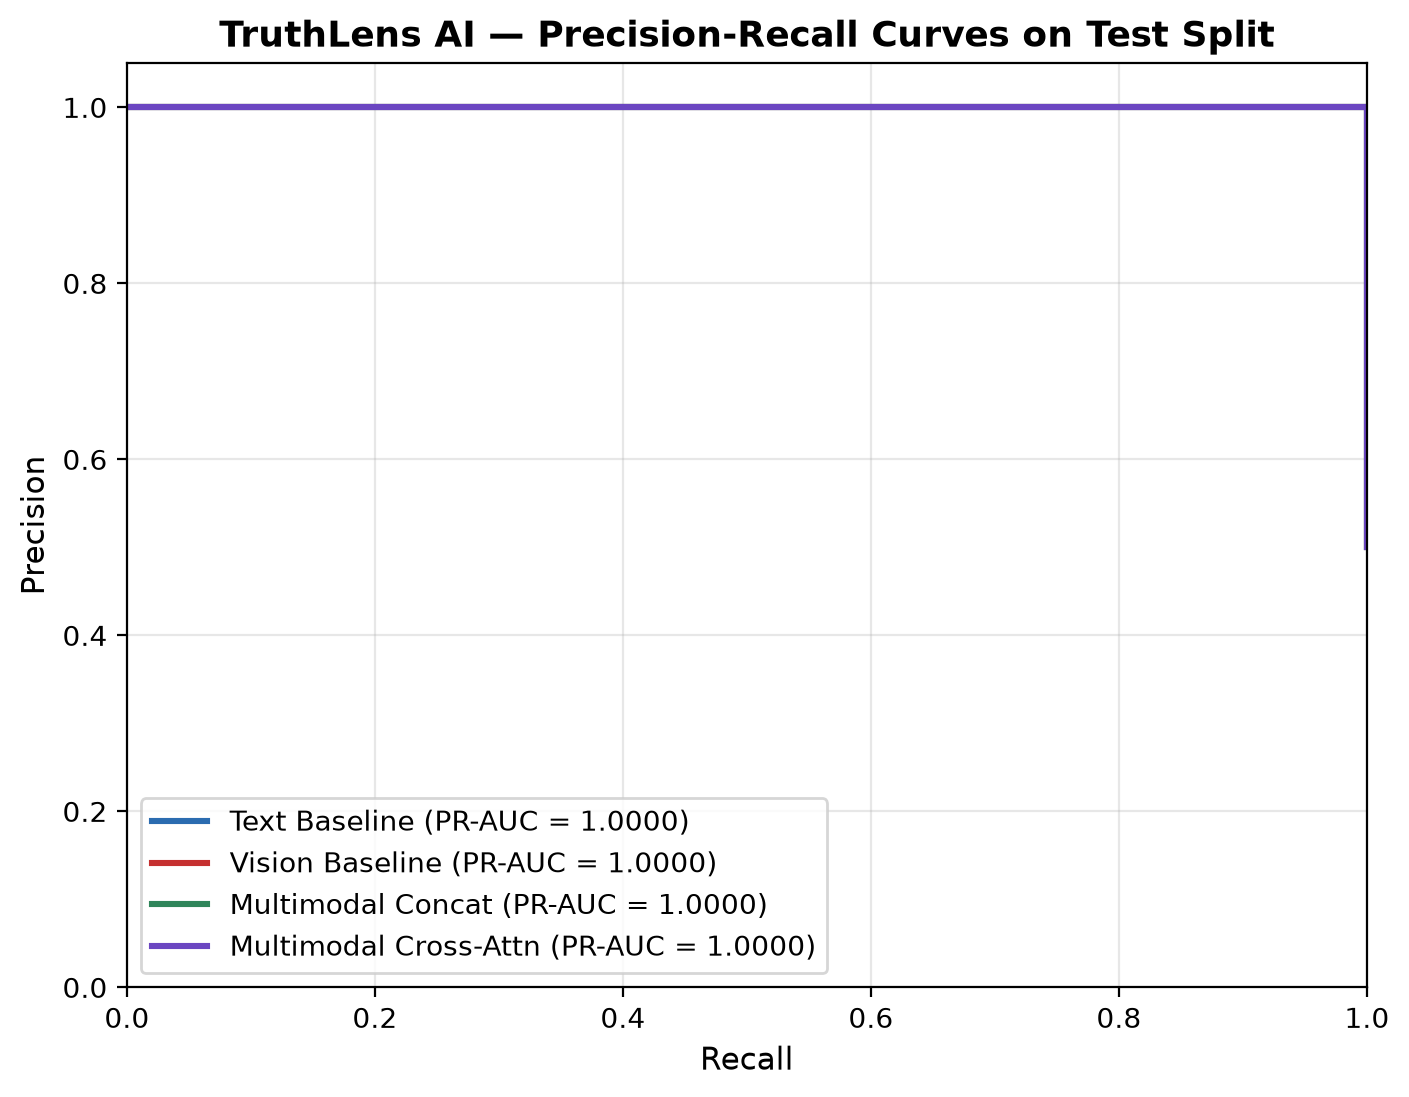 TruthLens AI — Precision-Recall Curves on Test Split
1.0
0.8
0.6
0.4
0.2
0.0
Precision
Text Baseline (PR-AUC = 1.0000)
Vision Baseline (PR-AUC = 1.0000)
Multimodal Concat (PR-AUC = 1.0000)
Multimodal Cross-Attn (PR-AUC = 1.0000)
0.0 0.2 0.4 0.6 0.8 1.0
Recall